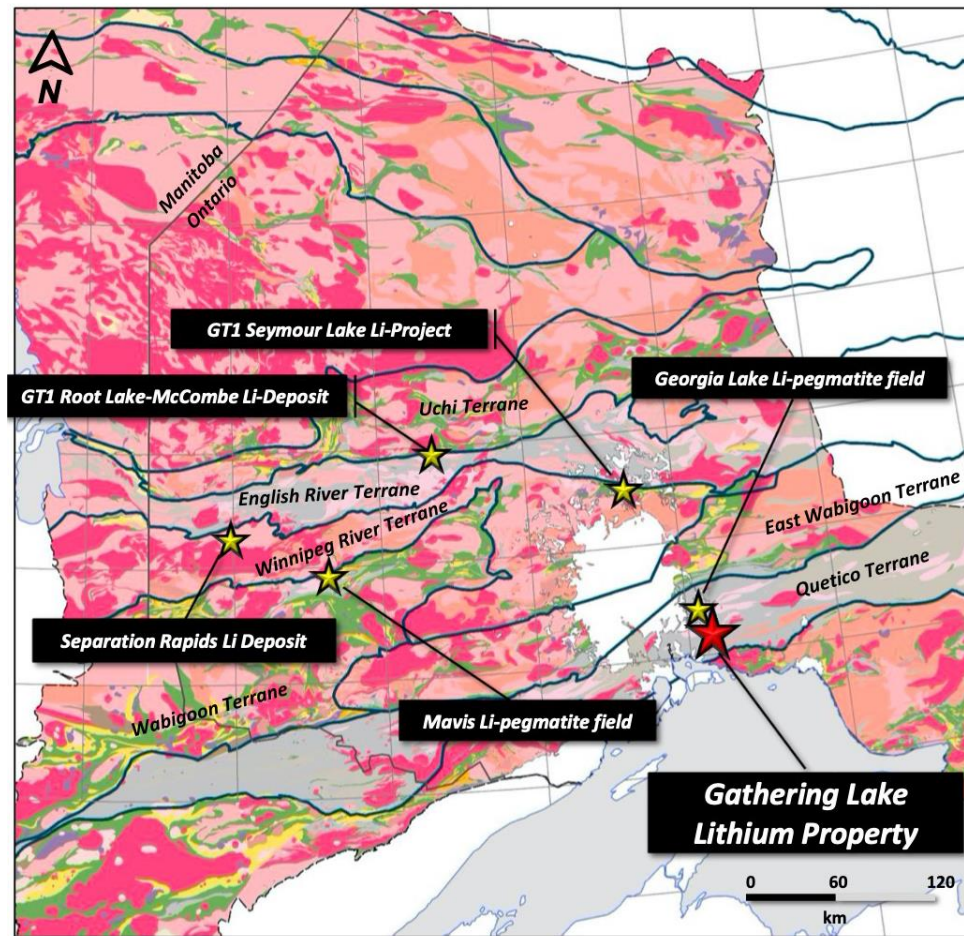 N
Manitoba
Ontario
GT1 Seymour Lake Li-Project
Georgia Lake Li-pegmatite field
GT1 Root Lake-McCombe Li-Deposit
Uchi Terrane
English River Terrane
East Wabigoon Terrane
Winnipeg River Terrane
Quetico Terrane
Separation Rapids Li Deposit
Wabigoon Terrane
Mavis Li-pegmatite field
Gathering Lake
Lithium Property
0 60 120
km